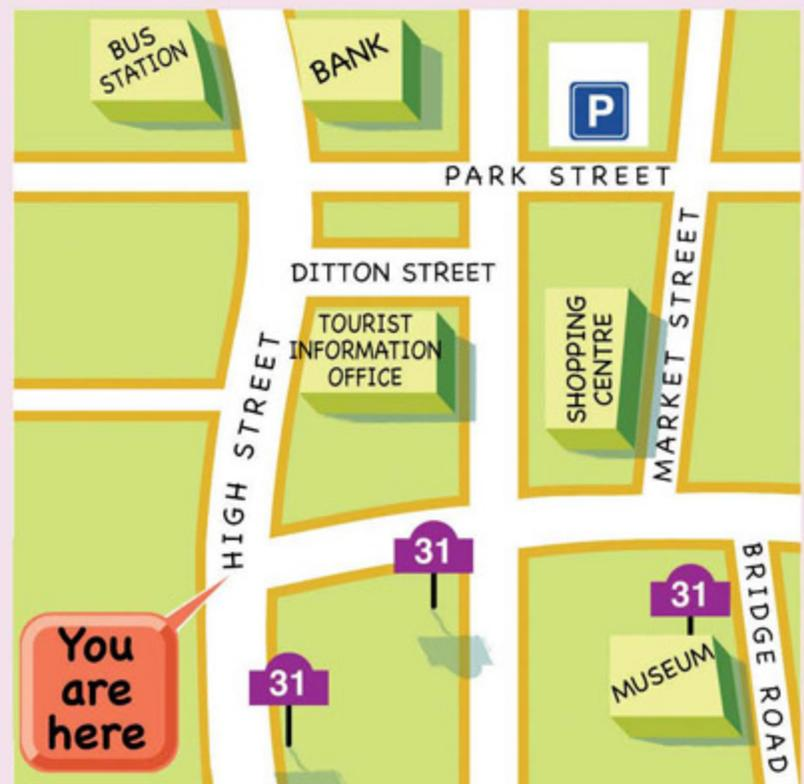 BUS
STATION
BANK
P
PARK STREET
DITTON STREET
TOURIST
INFORMATION
OFFICE
SHOPPING
CENTRE
MARKET STREET
HIGH STREET
31
31
31
MUSEUM
BRIDGE ROAD
You
are
here